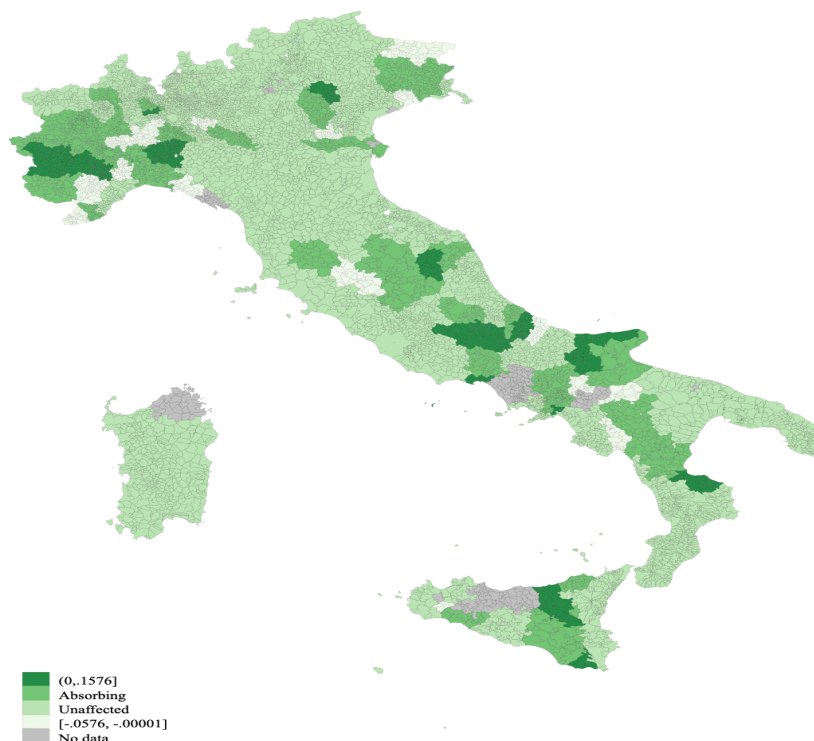 (0,.1576]
Absorbing
Unaffected
[-.0576, -.00001]
No data